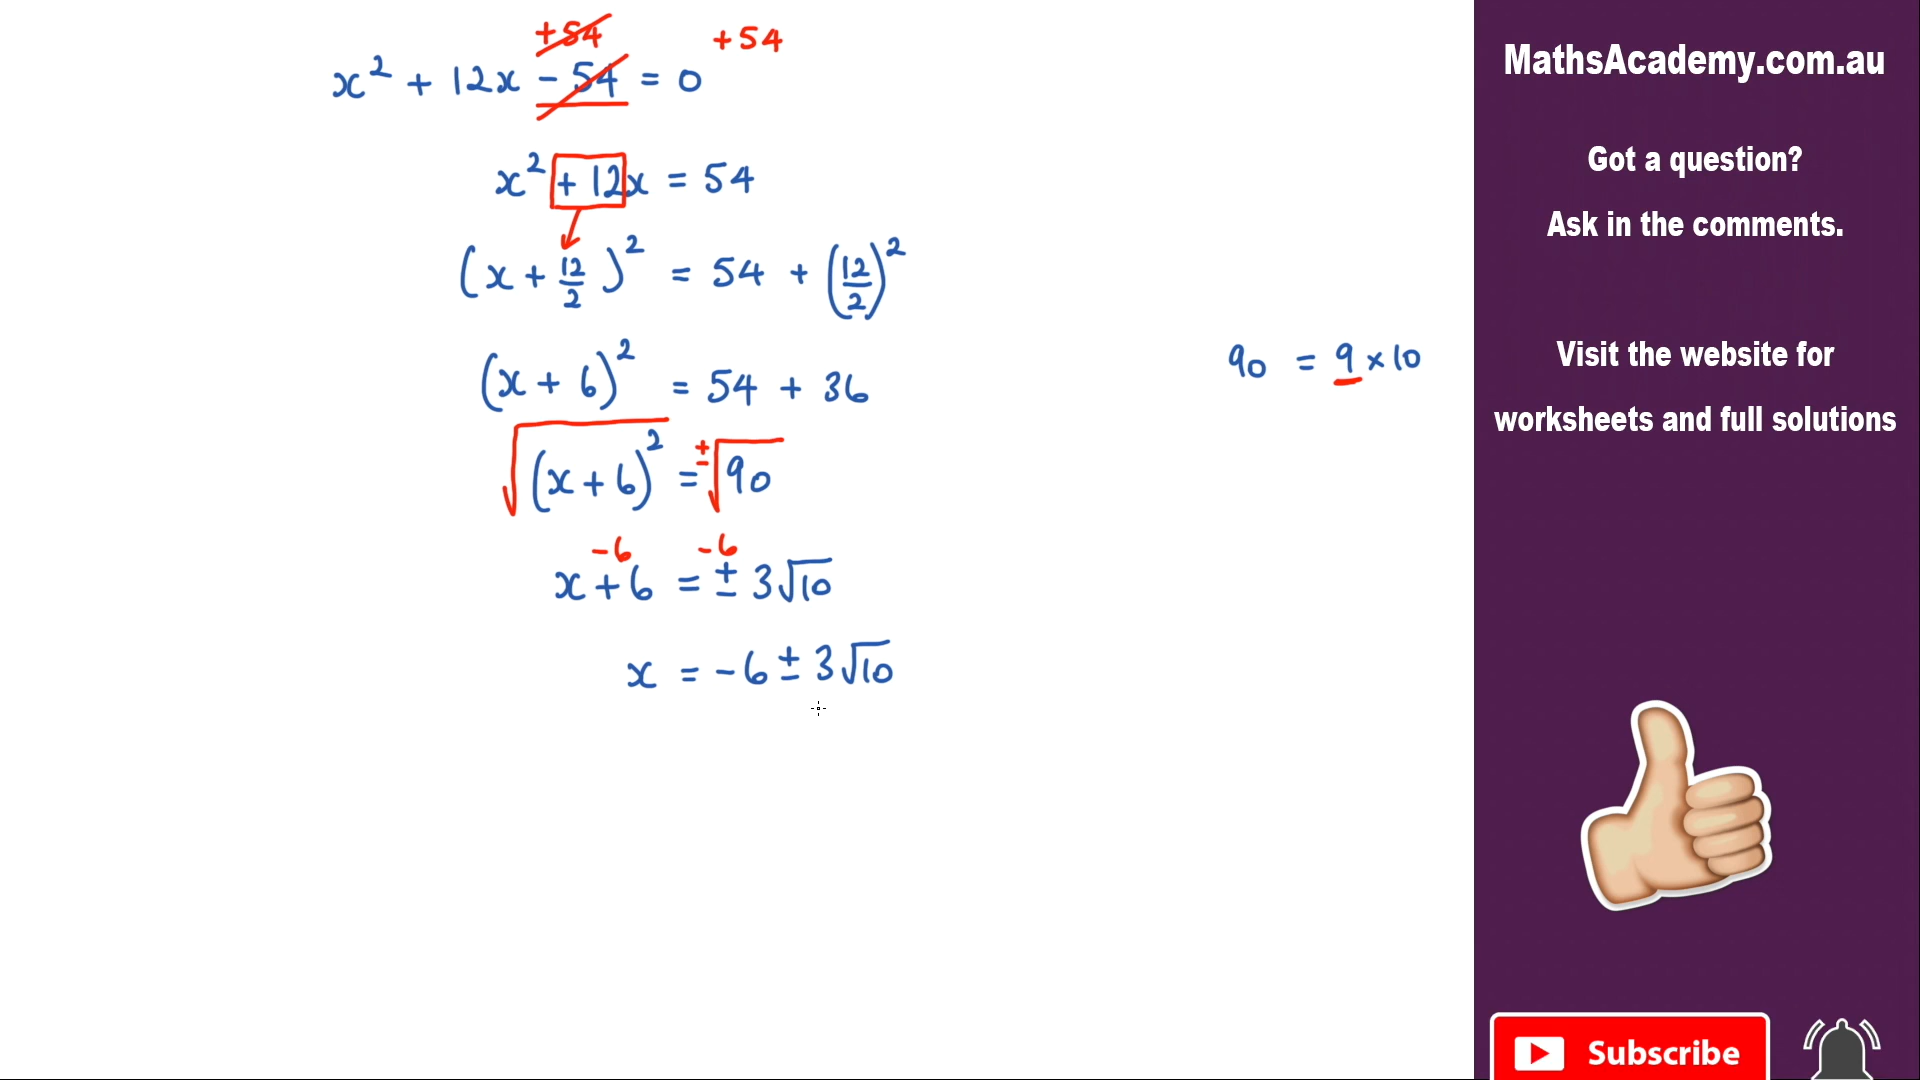 +54 +54
x² + 12x - 54 = 0
x² + 12x = 54
(x + 12/2)² = 54 + (12/2)²
(x + 6)² = 54 + 36
90 = 9 × 10
√(x + 6)² = ±√90
-6 -6
x + 6 = ± 3√10
x = -6 ± 3√10
MathsAcademy.com.au
Got a question?
Ask in the comments.
Visit the website for
worksheets and full solutions
Subscribe